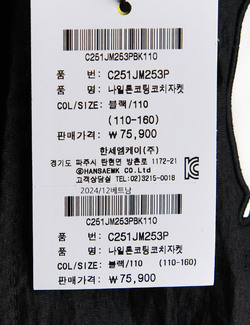 C251JM253PBK110
품 번: C251JM253P
품 명: 나일론코팅코치자켓
COL/SIZE: 블랙/110
(110-160)
판매가격: ₩ 75,900
한세엠케이(주)
경기도 파주시 탄현면 방촌로 1172-21
ⓗHANSAEMK CO.Ltd
고객상담실 TEL:02)3215-0018
2024/12베트남
C251JM253PBK110
품 번: C251JM253P
품 명: 나일론코팅코치자켓
COL/SIZE: 블랙/110 (110-160)
판매가격: ₩ 75,900